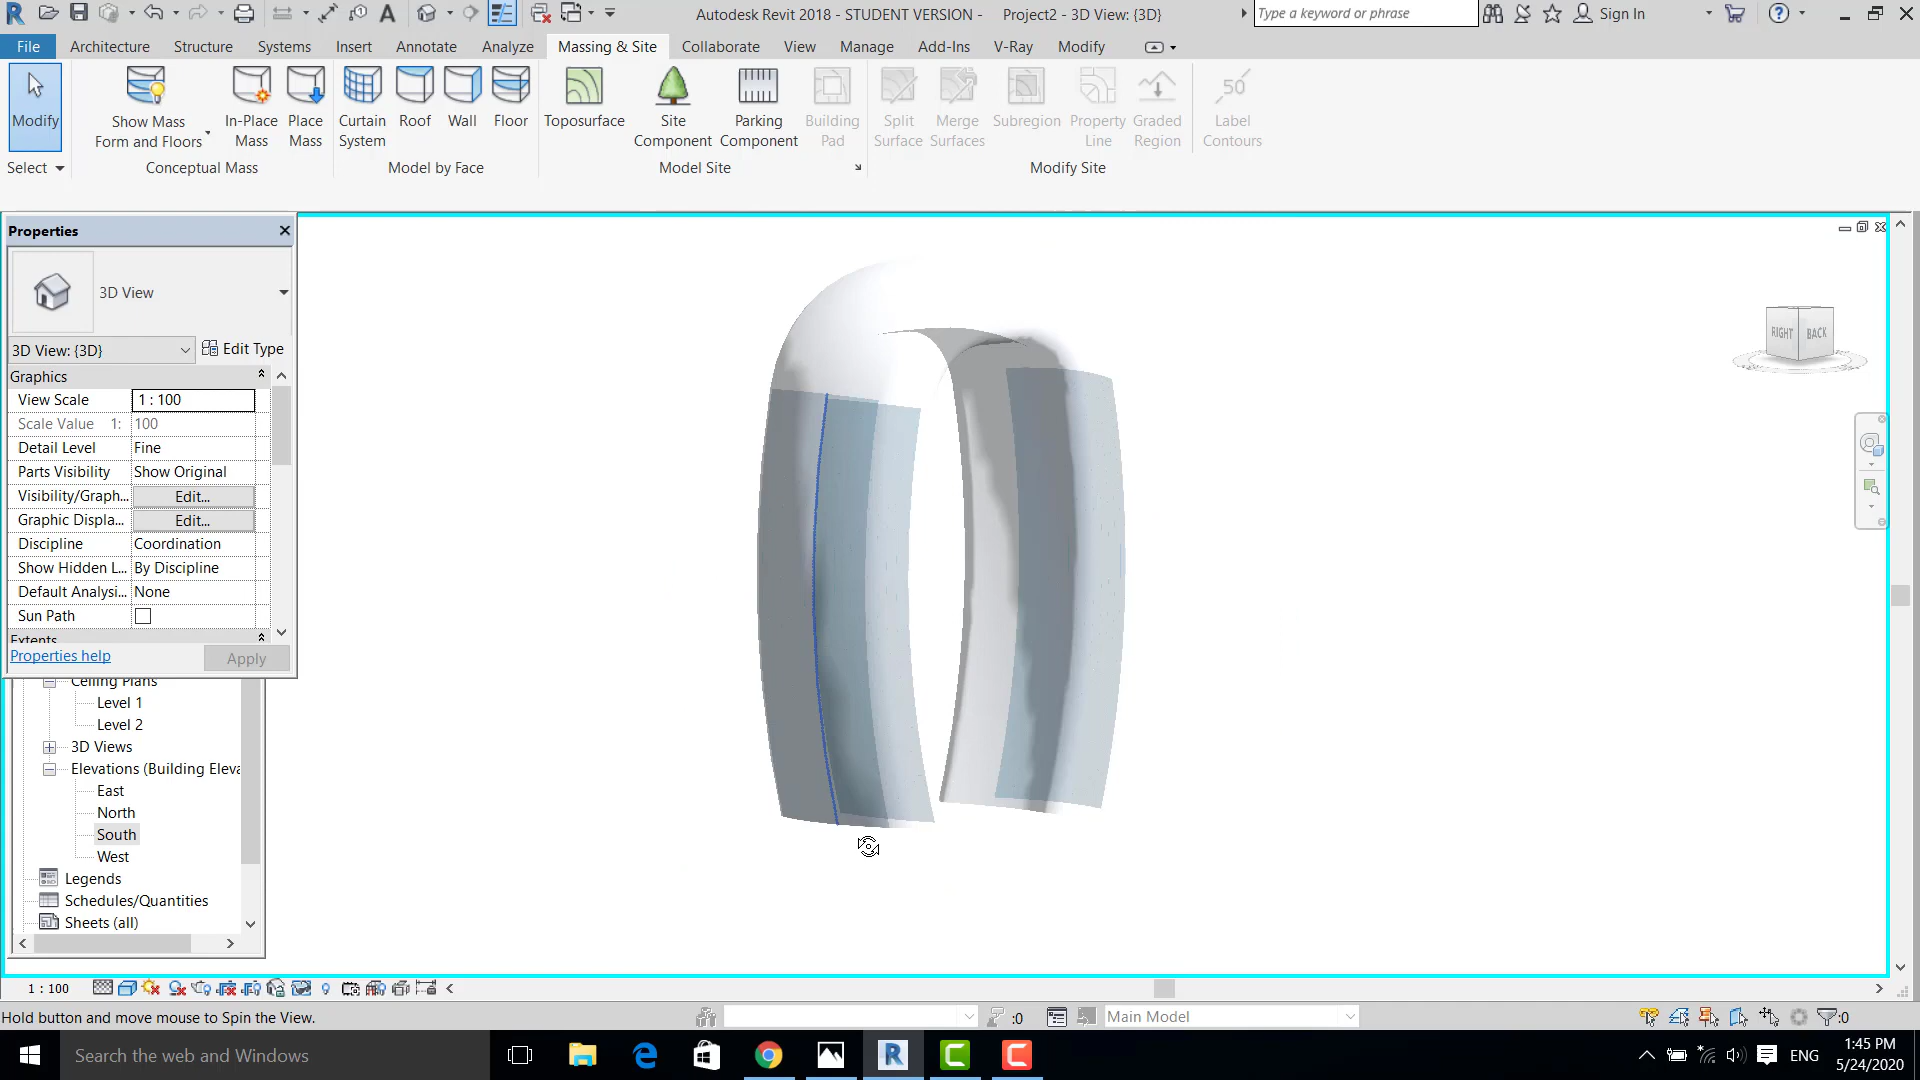 Autodesk Revit 2018 - STUDENT VERSION - Project2 - 3D View: {3D}
Type a keyword or phrase
Sign In
File Architecture Structure Systems Insert Annotate Analyze Massing & Site Collaborate View Manage Add-Ins V-Ray Modify
Modify
Show Mass Form and Floors
In-Place Mass
Place Mass
Curtain System
Roof
Wall
Floor
Toposurface
Site Component
Parking Component
Building Pad
Split Surface
Merge Surfaces
Subregion
Property Line
Graded Region
50
Label Contours
Select Conceptual Mass Model by Face Model Site Modify Site
Properties
3D View
3D View: {3D} Edit Type
Graphics
View Scale 1 : 100
Scale Value 1: 100
Detail Level Fine
Parts Visibility Show Original
Visibility/Graph... Edit...
Graphic Displa... Edit...
Discipline Coordination
Show Hidden L... By Discipline
Default Analysi... None
Sun Path
Extents
Properties help Apply
Ceiling Plans
Level 1
Level 2
3D Views
Elevations (Building Eleva
East
North
South
West
Legends
Schedules/Quantities
Sheets (all)
RIGHT BACK
1 : 100
Hold button and move mouse to Spin the View.
:0
Main Model
:0
Search the web and Windows
ENG
1:45 PM
5/24/2020